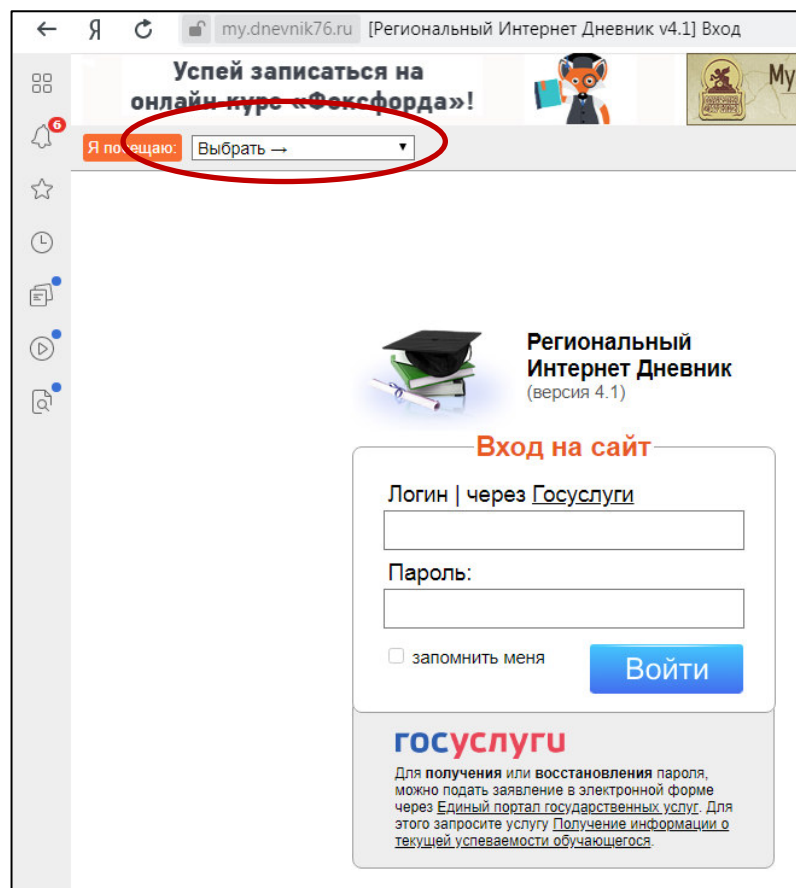 Я
my.dnevnik76.ru [Региональный Интернет Дневник v4.1] Вход
Успей записаться на
онлайн-курс «Фоксфорда»!
Му
6
Я посещаю: Выбрать →
Региональный
Интернет Дневник
(версия 4.1)
Вход на сайт
Логин | через Госуслуги
Пароль:
запомнить меня
Войти
госуслуги
Для получения или восстановления пароля,
можно подать заявление в электронной форме
через Единый портал государственных услуг. Для
этого запросите услугу Получение информации о
текущей успеваемости обучающегося.